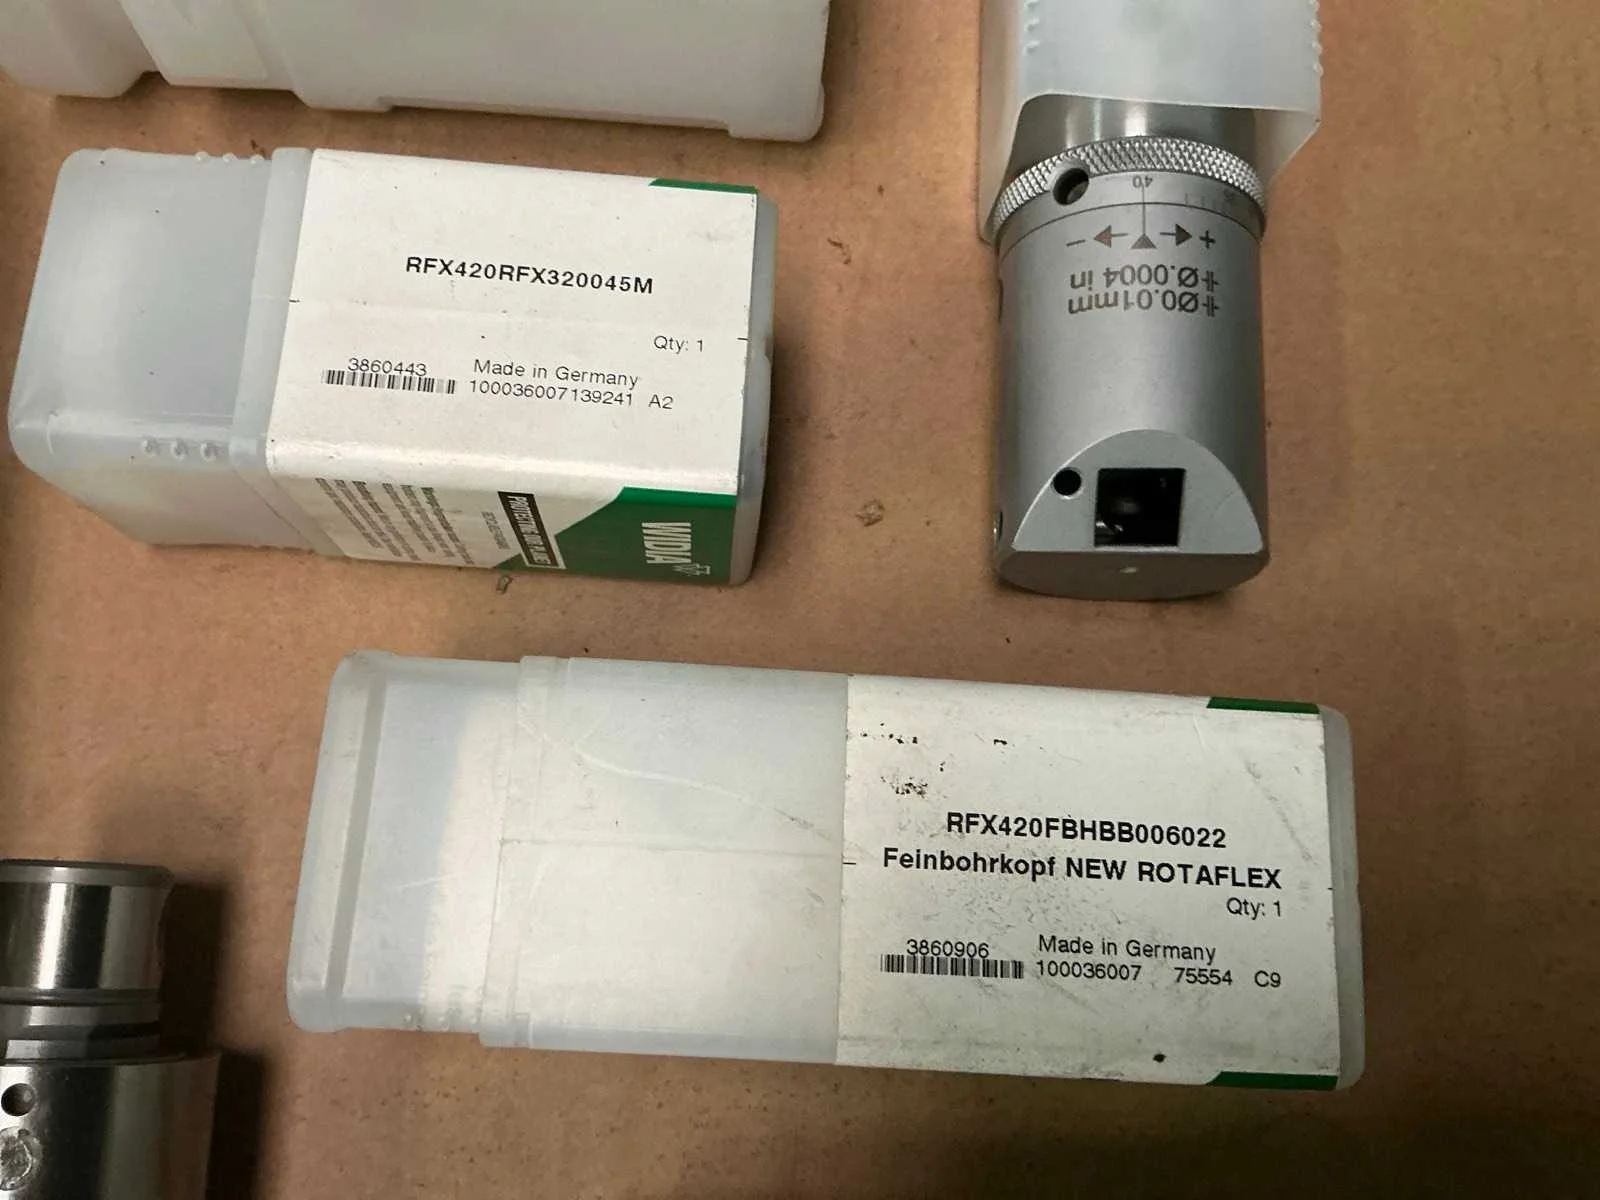 RFX420RFX320045M
Qty: 1
3860443 Made in Germany
100036007139241 A2
WIDIA
40
- +
Ø0.01mm
Ø0.0004 in
RFX420FBHBB006022
Feinbohrkopf NEW ROTAFLEX
Qty: 1
3860906 Made in Germany
100036007 75554 C9